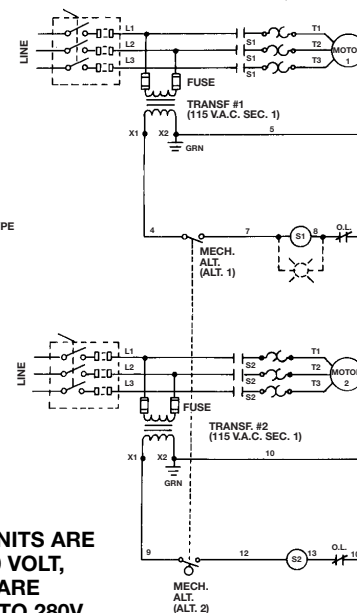 LINE
L1
L2
L3
S1
S1
S1
T1
T2
T3
MOTO
1
FUSE
TRANSF #1
(115 V.A.C. SEC. 1)
X1
X2
5
GRN
YPE
4
7
S1
8
O.L.
MECH.
ALT.
(ALT. 1)
LINE
L1
L2
L3
S2
S2
S2
T1
T2
T3
MOTO
2
FUSE
TRANSF. #2
(115 V.A.C. SEC. 1)
X1
X2
10
GRN
NITS ARE
VOLT,
ARE
TO 280V
9
12
S2
13
O.L.
10
MECH.
ALT.
(ALT. 2)